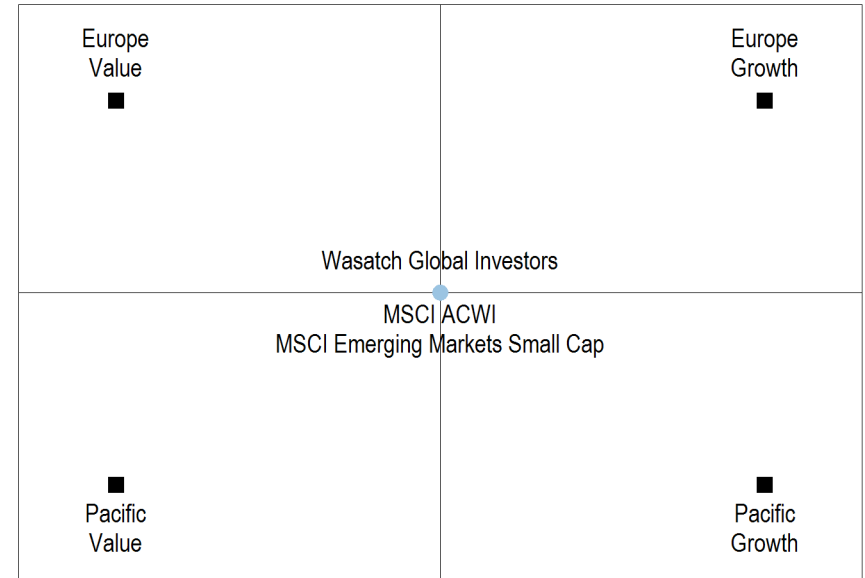 Europe
Value
Europe
Growth
Wasatch Global Investors
MSCI ACWI
MSCI Emerging Markets Small Cap
Pacific
Value
Pacific
Growth